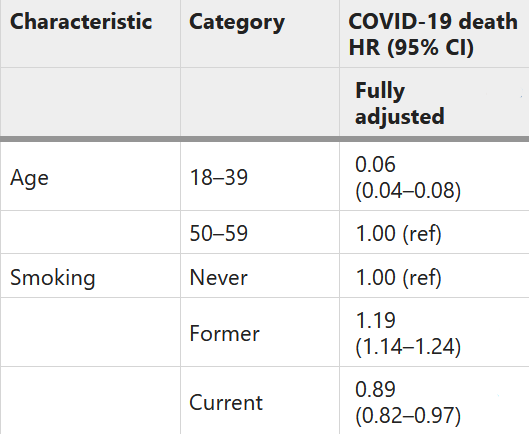 Characteristic Category COVID-19 death
HR (95% CI)
Fully
adjusted
Age 18–39 0.06
(0.04–0.08)
50–59 1.00 (ref)
Smoking Never 1.00 (ref)
Former 1.19
(1.14–1.24)
Current 0.89
(0.82–0.97)